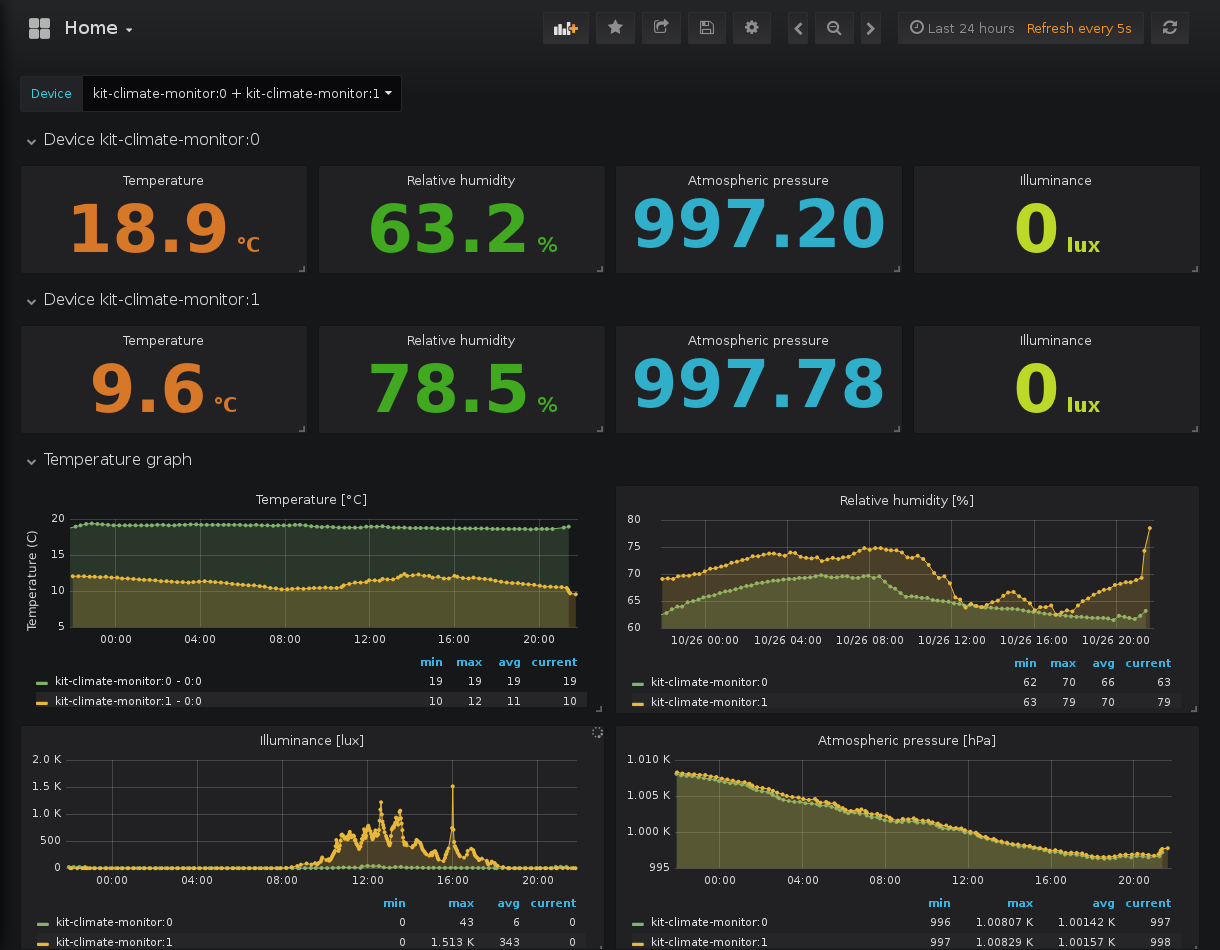 Home
Last 24 hours Refresh every 5s
Device kit-climate-monitor:0 + kit-climate-monitor:1
Device kit-climate-monitor:0
Temperature Relative humidity Atmospheric pressure Illuminance
18.9 °C 63.2 % 997.20 0 lux
Device kit-climate-monitor:1
Temperature Relative humidity Atmospheric pressure Illuminance
9.6 °C 78.5 % 997.78 0 lux
Temperature graph
Temperature [°C]
Temperature (C)
20
15
10
5
00:00 04:00 08:00 12:00 16:00 20:00
min max avg current
kit-climate-monitor:0 - 0:0 19 19 19 19
kit-climate-monitor:1 - 0:0 10 12 11 10
Relative humidity [%]
80
75
70
65
60
10/26 00:00 10/26 04:00 10/26 08:00 10/26 12:00 10/26 16:00 10/26 20:00
min max avg current
kit-climate-monitor:0 62 70 66 63
kit-climate-monitor:1 63 79 70 79
Illuminance [lux]
2.0 K
1.5 K
1.0 K
500
0
00:00 04:00 08:00 12:00 16:00 20:00
min max avg current
kit-climate-monitor:0 0 43 6 0
kit-climate-monitor:1 0 1.513 K 343 0
Atmospheric pressure [hPa]
1.010 K
1.005 K
1.000 K
995
00:00 04:00 08:00 12:00 16:00 20:00
min max avg current
kit-climate-monitor:0 996 1.00807 K 1.00142 K 997
kit-climate-monitor:1 997 1.00829 K 1.00157 K 998